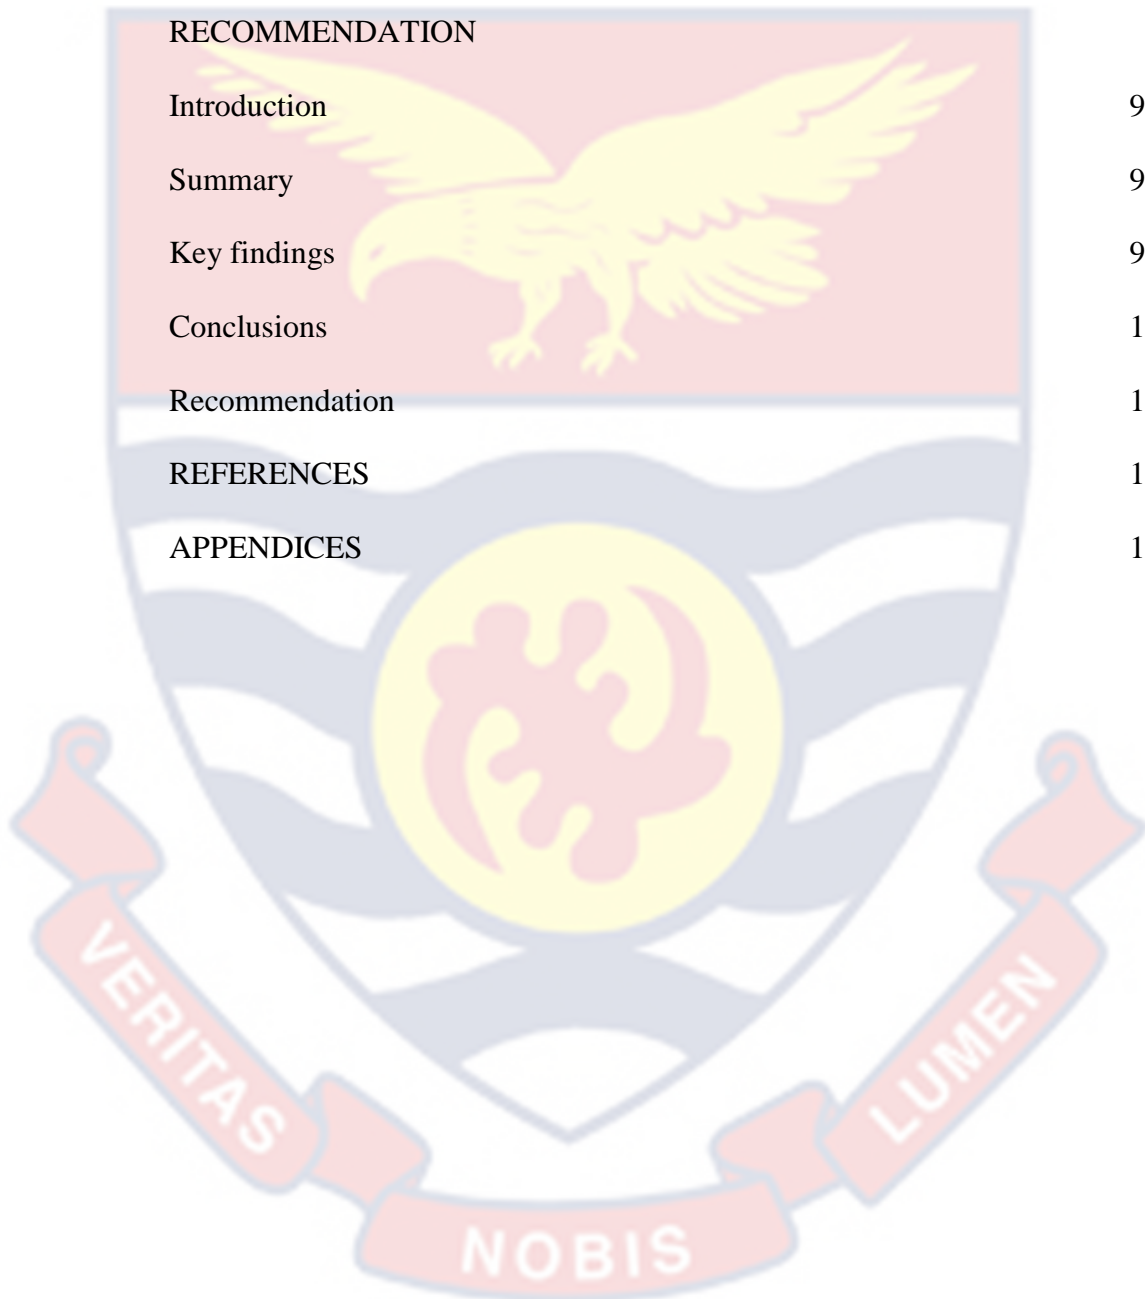 RECOMMENDATION
Introduction 9
Summary 9
Key findings 9
Conclusions 1
Recommendation 1
REFERENCES 1
APPENDICES 1
VERITAS
NOBIS
LUMEN